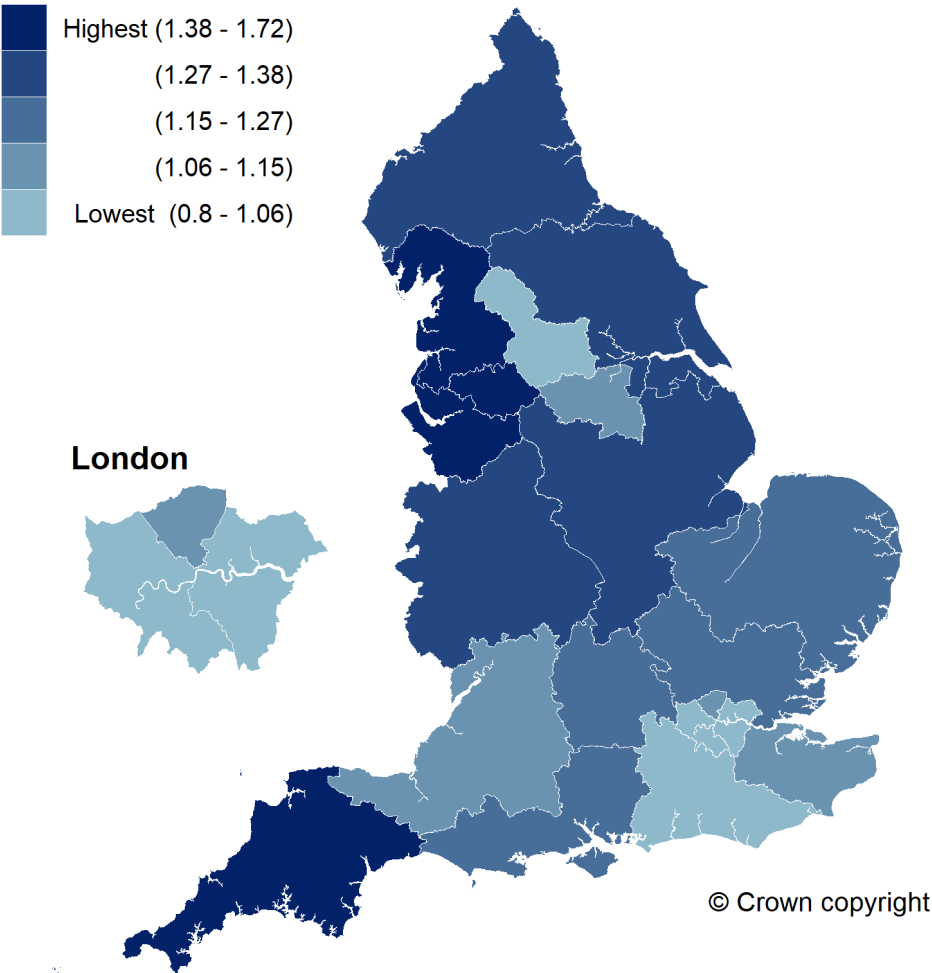 Highest (1.38 - 1.72)
(1.27 - 1.38)
(1.15 - 1.27)
(1.06 - 1.15)
Lowest (0.8 - 1.06)
London
© Crown copyright